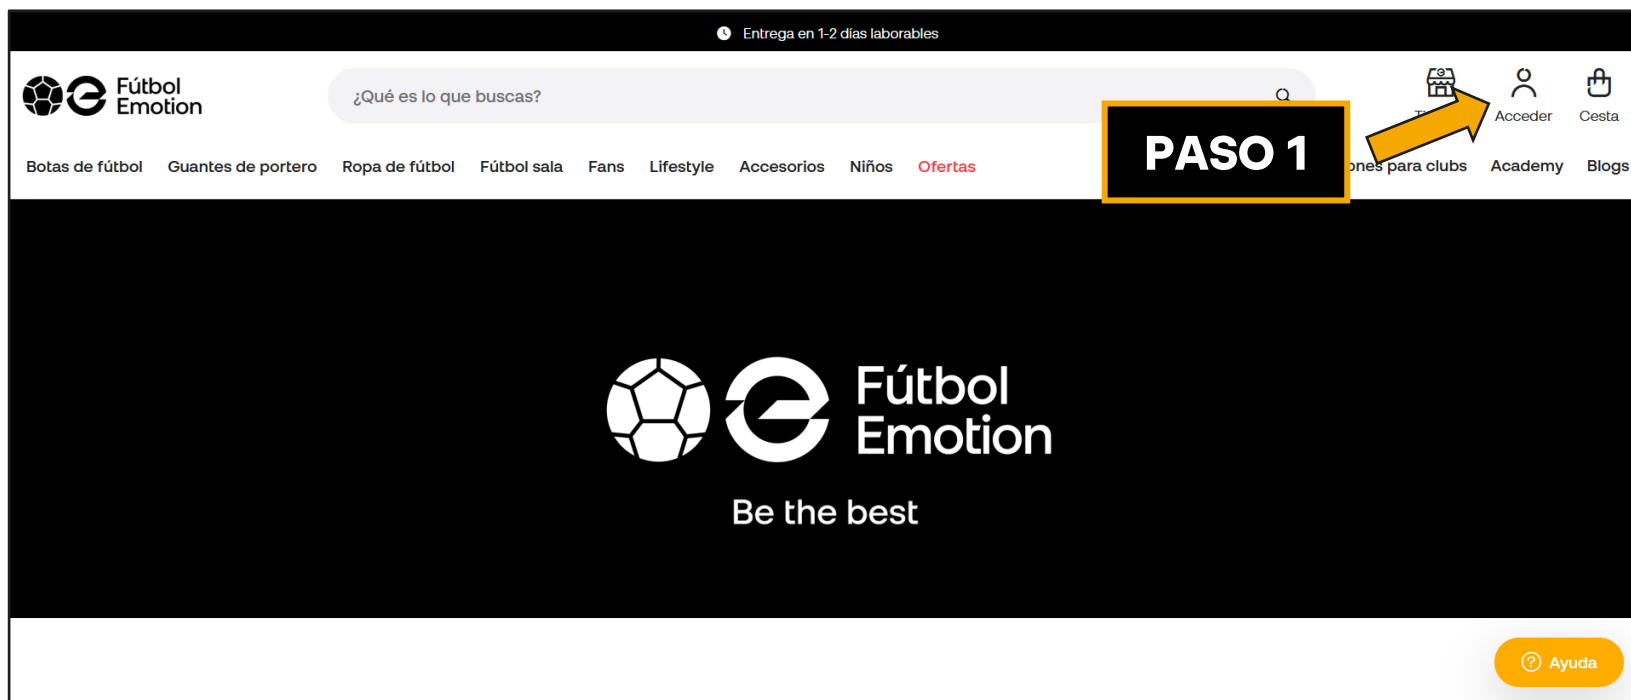 Entrega en 1-2 días laborables
Fútbol
Emotion
¿Qué es lo que buscas?
Acceder
Cesta
PASO 1
Botas de fútbol Guantes de portero Ropa de fútbol Fútbol sala Fans Lifestyle Accesorios Niños Ofertas para clubs Academy Blogs
Fútbol
Emotion
Be the best
Ayuda